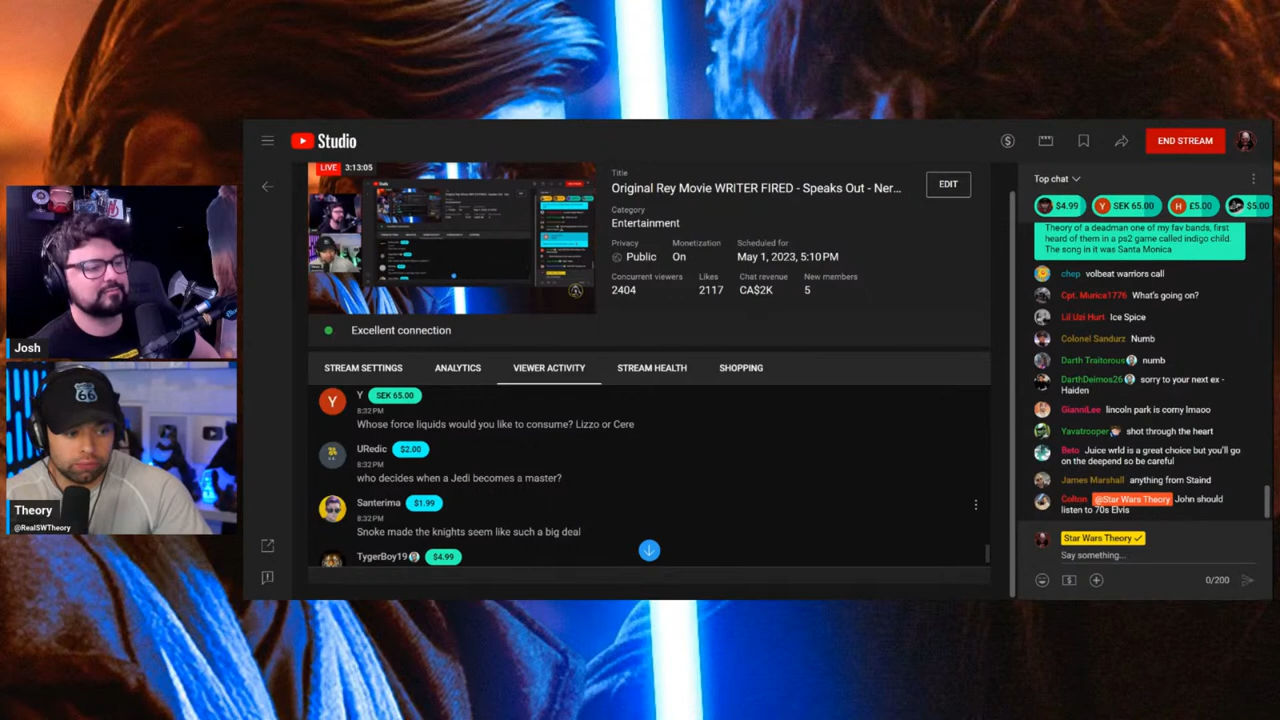 Studio
END STREAM
LIVE 3:13:05
Title
Original Rey Movie WRITER FIRED - Speaks Out - Ner...
EDIT
Category
Entertainment
Privacy
Monetization
Scheduled for
Public
On
May 1, 2023, 5:10 PM
Concurrent viewers
Likes
Chat revenue
New members
2404
2117
CA$2K
5
Excellent connection
STREAM SETTINGS
ANALYTICS
VIEWER ACTIVITY
STREAM HEALTH
SHOPPING
Y SEK 65.00
8:32 PM
Whose force liquids would you like to consume? Lizzo or Cere
URedic $2.00
8:32 PM
who decides when a Jedi becomes a master?
Santerima $1.99
8:32 PM
Snoke made the knights seem like such a big deal
TygerBoy19 $4.99
Top chat
$4.99
Y SEK 65.00
H £5.00
$5.00
Theory of a deadman one of my fav bands, first
heard of them in a ps2 game called indigo child.
The song in it was Santa Monica
chep volbeat warriors call
Cpt. Murica1776 What's going on?
Lil Uzi Hurt Ice Spice
Colonel Sandurz Numb
Darth Traitorous numb
DarthDeimos26 sorry to your next ex -
Haiden
GianniLee lincoln park is corny lmaoo
Yavatrooper shot through the heart
Beto Juice wrld is a great choice but you'll go
on the deepend so be careful
James Marshall anything from Staind
Colton @Star Wars Theory John should
listen to 70s Elvis
Star Wars Theory
Say something...
0/200
Josh
66
Theory
@RealSWTheory